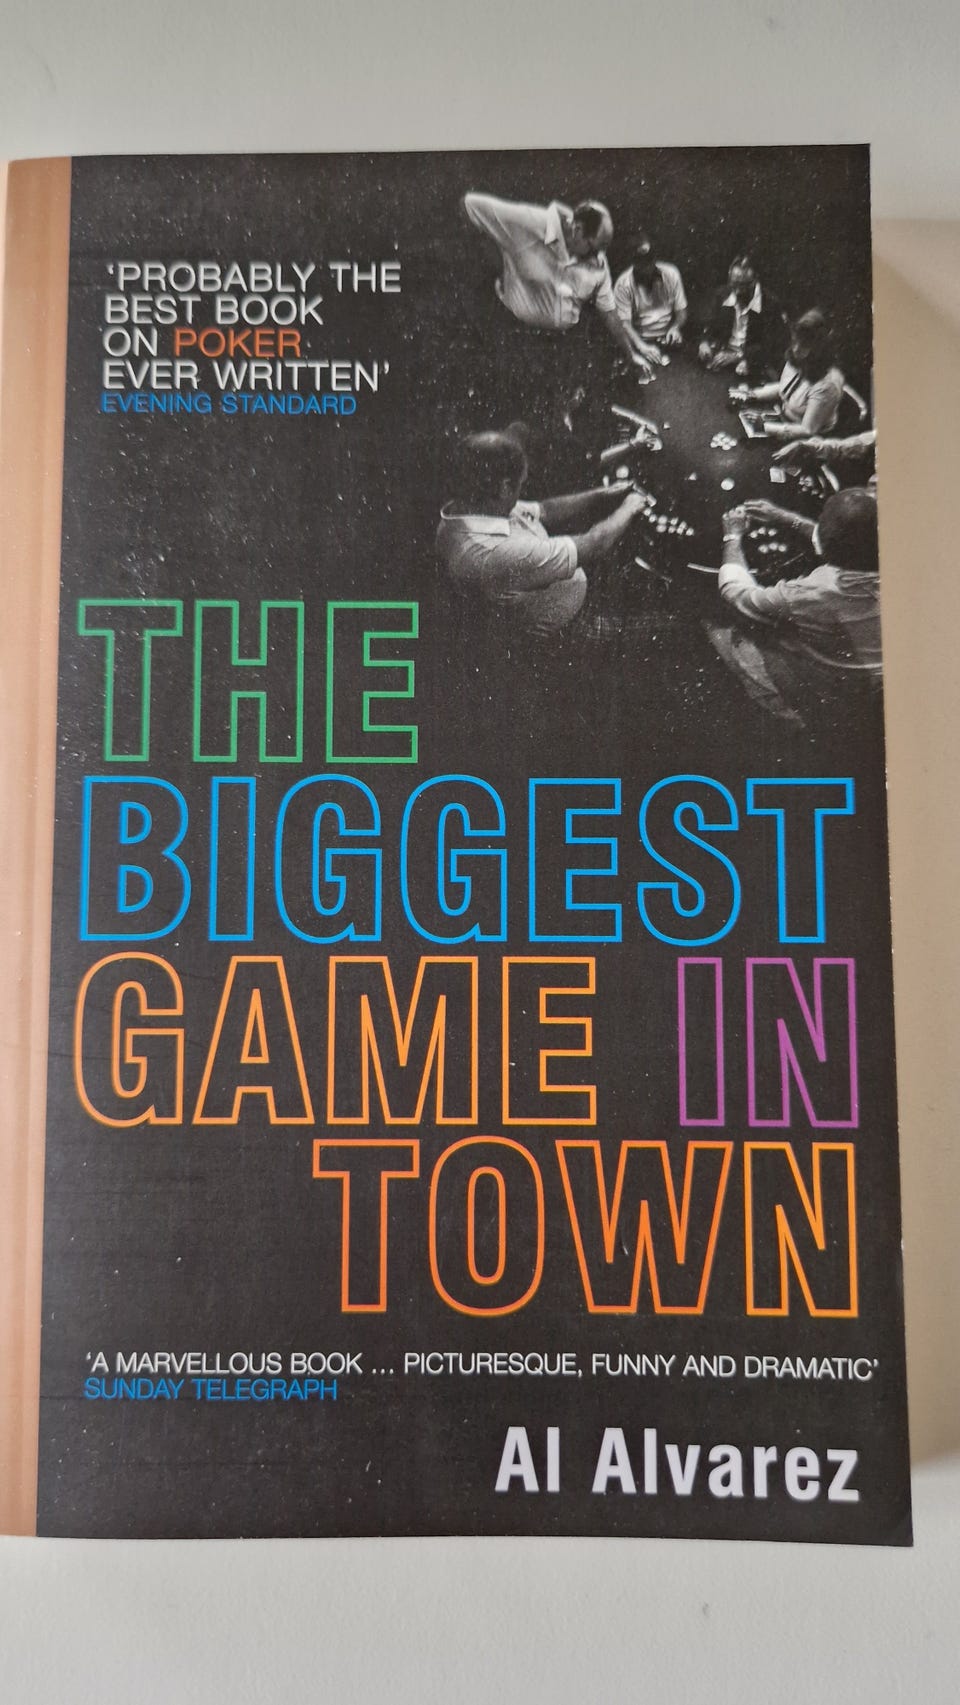 ‘PROBABLY THE
BEST BOOK
ON POKER
EVER WRITTEN’
EVENING STANDARD
THE
BIGGEST
GAME IN
TOWN
‘A MARVELLOUS BOOK ... PICTURESQUE, FUNNY AND DRAMATIC’
SUNDAY TELEGRAPH
Al Alvarez